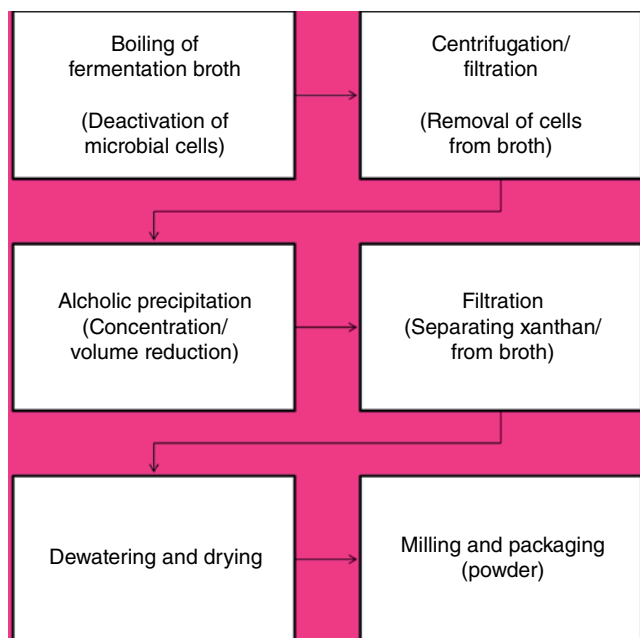 Boiling of
fermentation broth
(Deactivation of
microbial cells)
Centrifugation/
filtration
(Removal of cells
from broth)
Alcholic precipitation
(Concentration/
volume reduction)
Filtration
(Separating xanthan/
from broth)
Dewatering and drying
Milling and packaging
(powder)